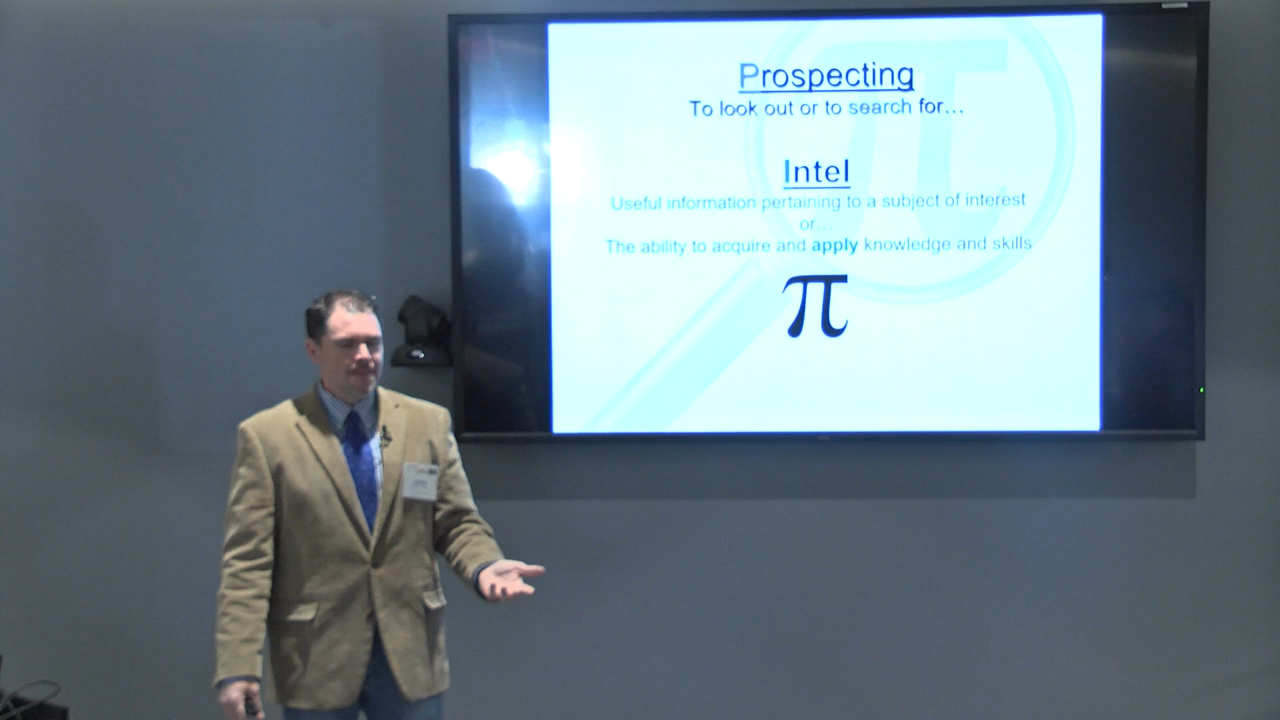 Prospecting
To look out or to search for...
Intel
Useful information pertaining to a subject of interest
or...
The ability to acquire and apply knowledge and skills
π